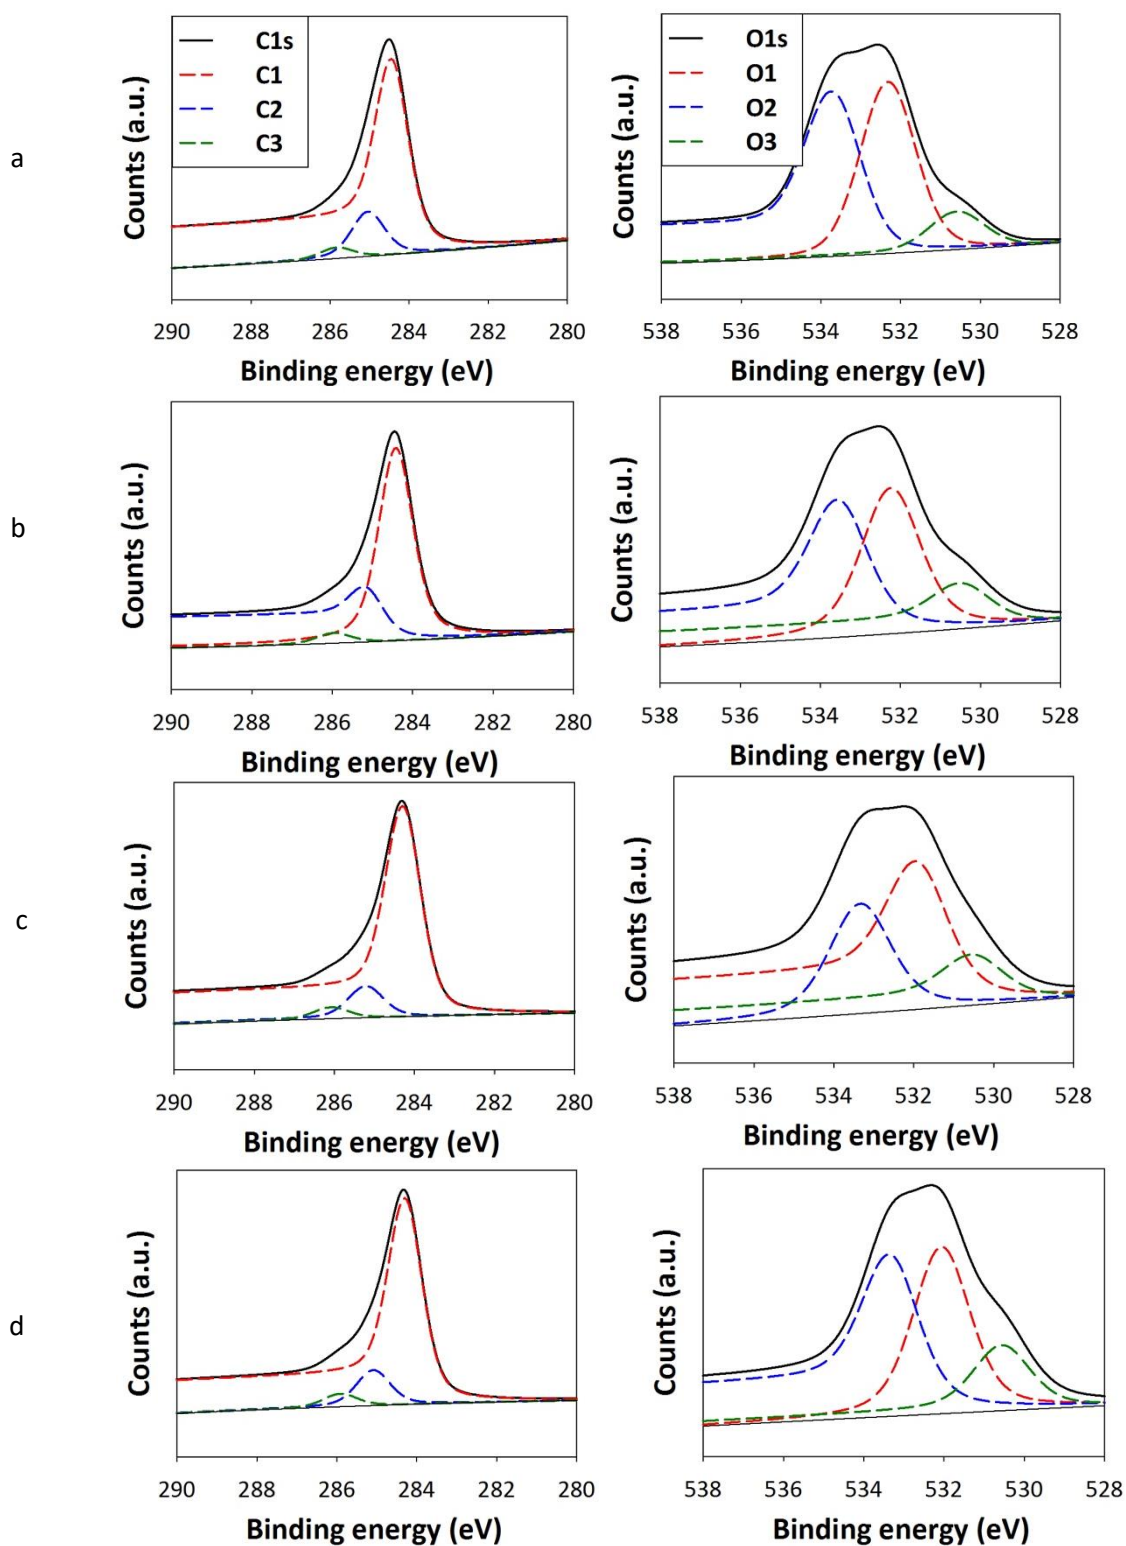 C1s
C1
C2
C3
Counts (a.u.)
290 288 286 284 282 280
Binding energy (eV)
O1s
O1
O2
O3
Counts (a.u.)
538 536 534 532 530 528
Binding energy (eV)
a
Counts (a.u.)
290 288 286 284 282 280
Binding energy (eV)
Counts (a.u.)
538 536 534 532 530 528
Binding energy (eV)
b
Counts (a.u.)
290 288 286 284 282 280
Binding energy (eV)
Counts (a.u.)
538 536 534 532 530 528
Binding energy (eV)
c
Counts (a.u.)
290 288 286 284 282 280
Binding energy (eV)
Counts (a.u.)
538 536 534 532 530 528
Binding energy (eV)
d